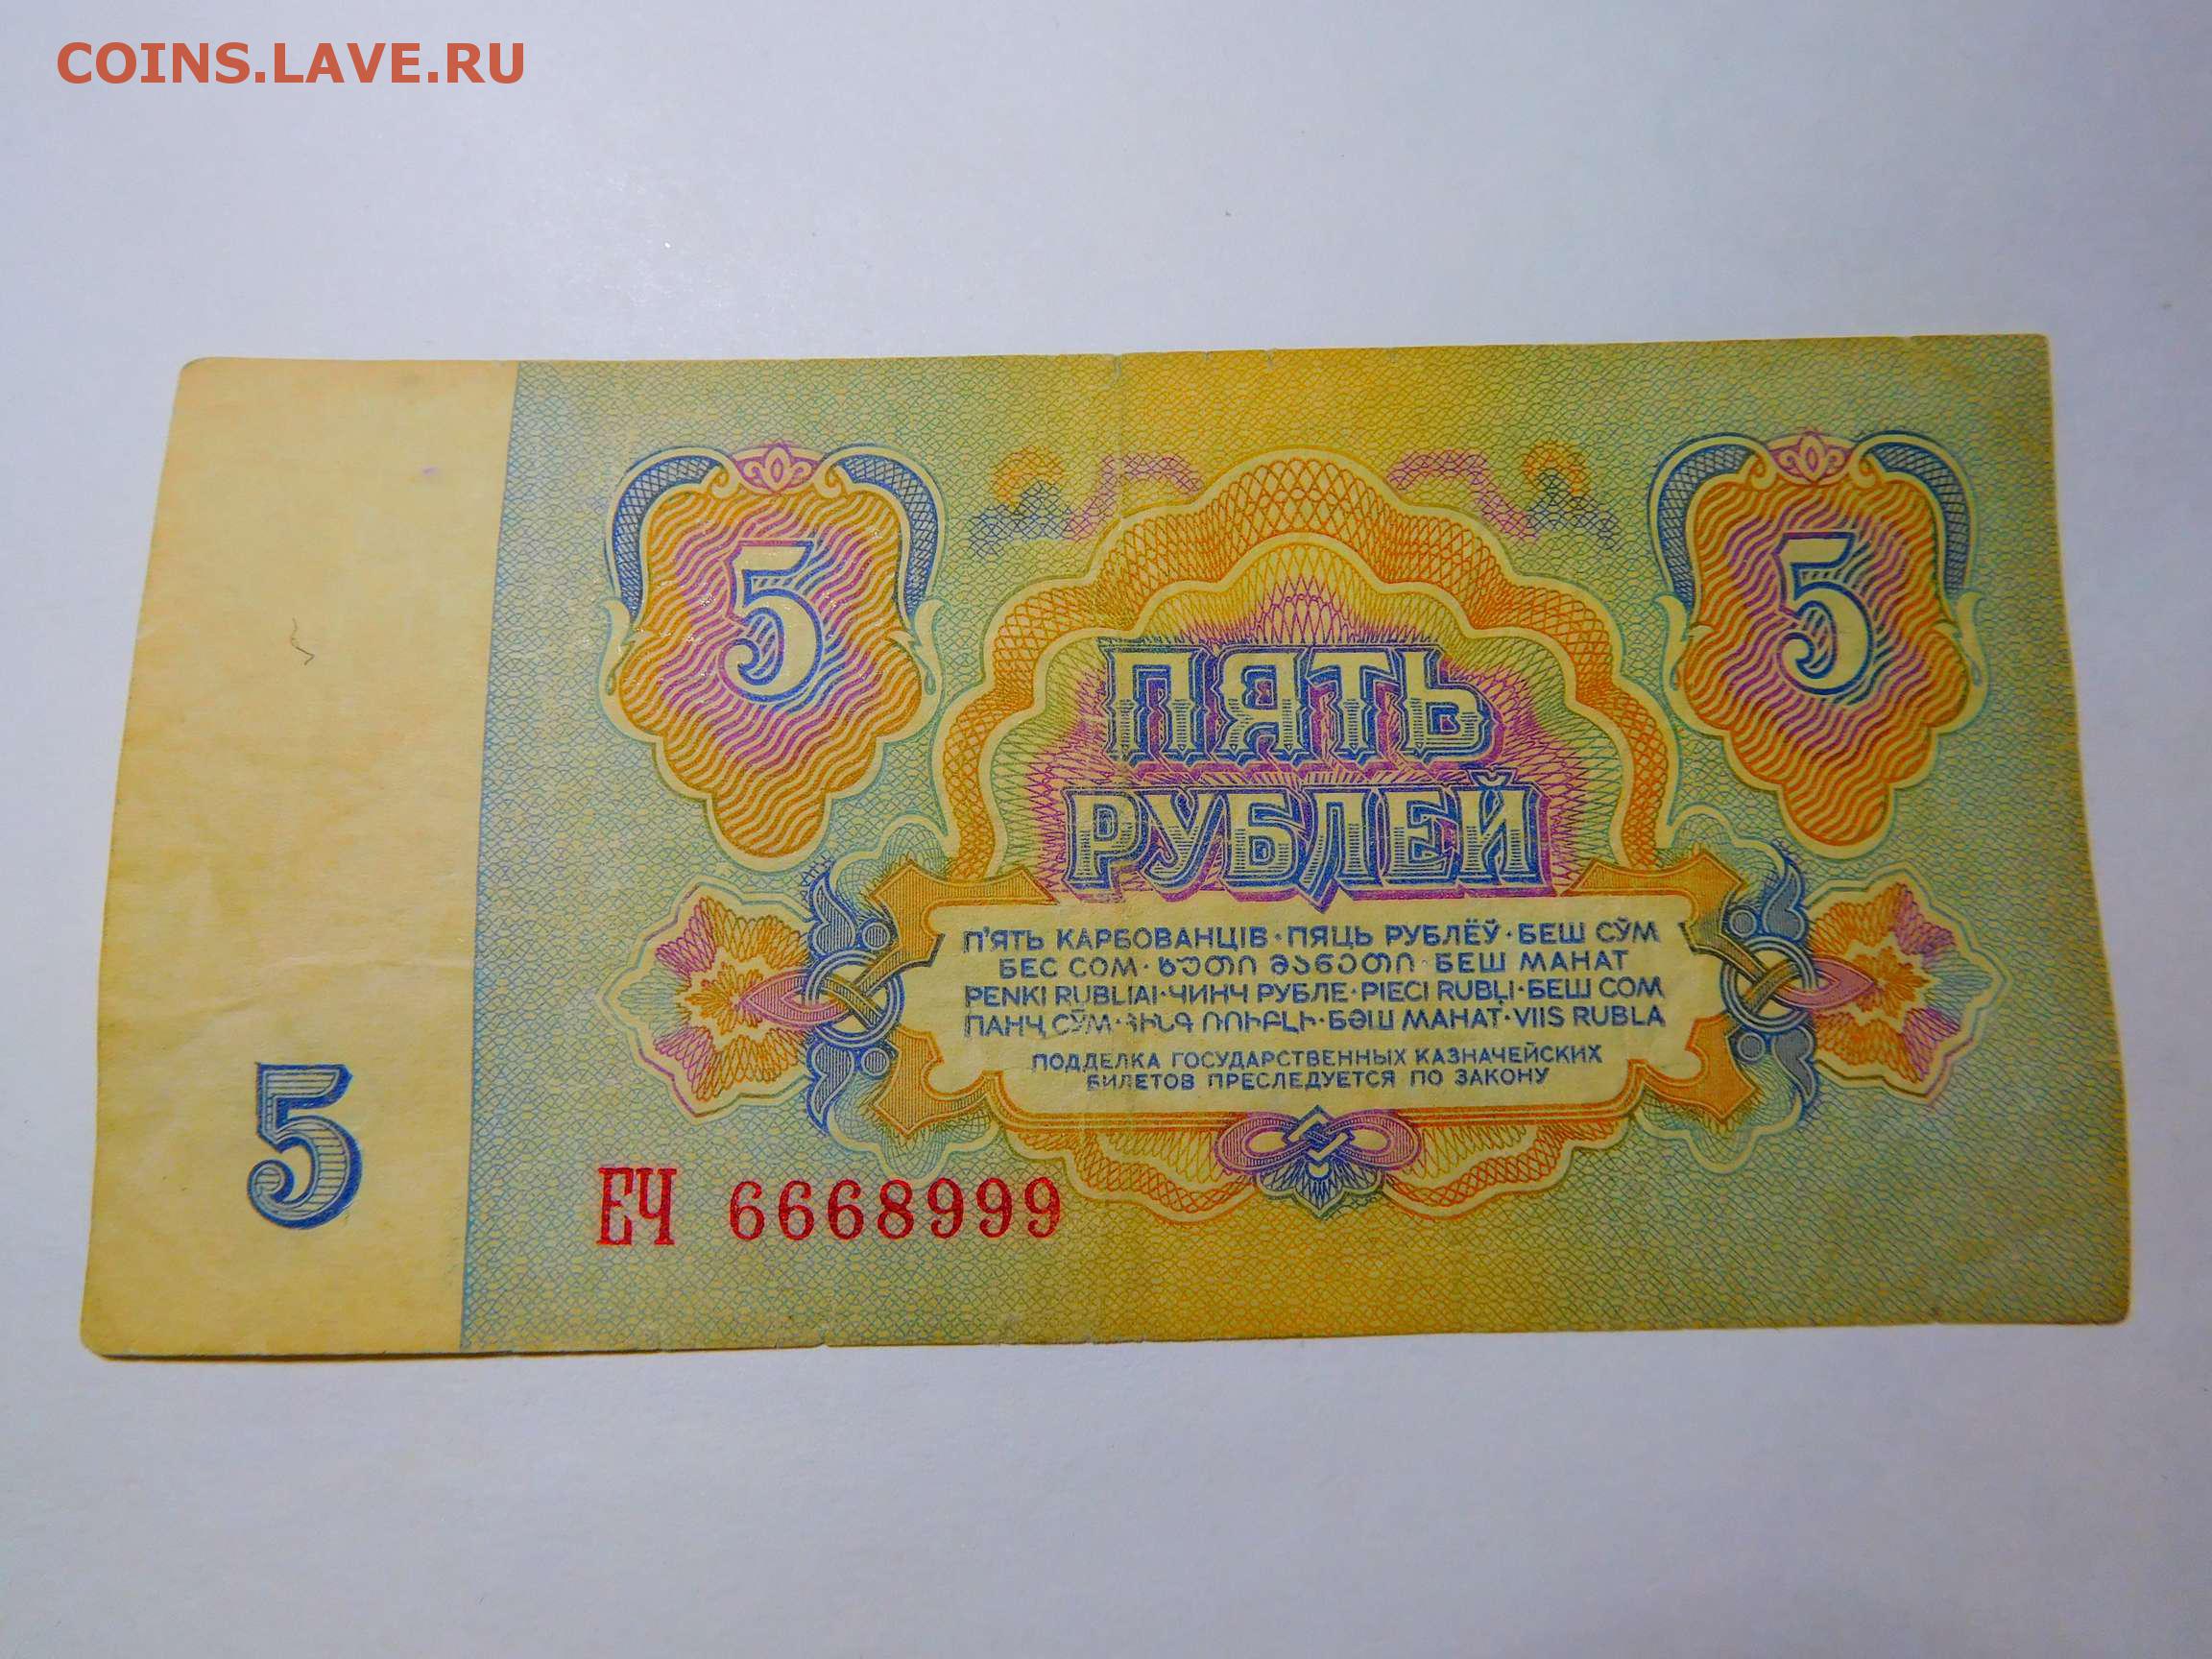 COINS.LAVE.RU
5
5
ПЯТЬ
РУБЛЕЙ
П'ЯТЬ КАРБОВАНЦІВ · ПЯЦЬ РУБЛЁЎ · БЕШ СЎМ
БЕС СОМ · ხუთი მანეთი · БЕШ МАНАТ
PENKI RUBLIAI · ЧИНЧ РУБЛЕ · PIECI RUBĻI · БЕШ СОМ
ПАНҶ СӮМ · ՀԻՆԳ ՌՈՒԲԼԻ · БƏШ МАНАТ · VIIS RUBLA
ПОДДЕЛКА ГОСУДАРСТВЕННЫХ КАЗНАЧЕЙСКИХ
БИЛЕТОВ ПРЕСЛЕДУЕТСЯ ПО ЗАКОНУ
5
ЕЧ 6668999